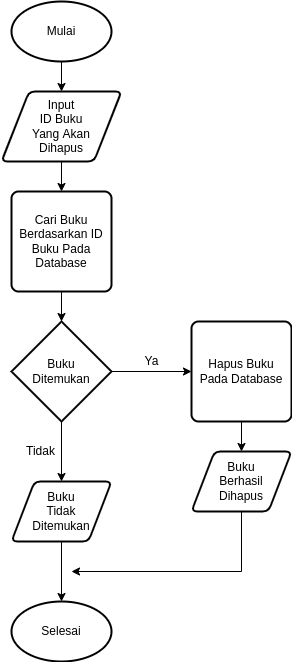 Mulai
Input
ID Buku
Yang Akan
Dihapus
Cari Buku
Berdasarkan ID
Buku Pada
Database
Buku
Ditemukan
Ya
Hapus Buku
Pada Database
Tidak
Buku
Berhasil
Dihapus
Buku
Tidak
Ditemukan
Selesai